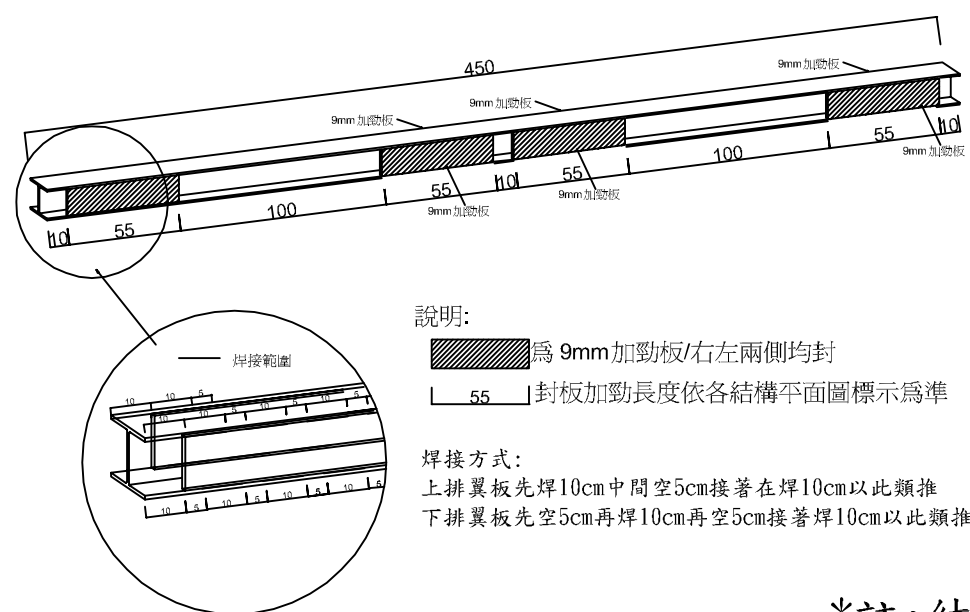 450
9mm 加勁板
9mm 加勁板
9mm 加勁板
9mm 加勁板
10
55
100
55
10
55
100
55
10
9mm 加勁板
9mm 加勁板
9mm 加勁板
焊接範圍
10
10
5
10
10
5
10
10
5
10
5
10
5
10
10
5
說明:
為 9mm 加勁板/右左兩側均封
55
封板加勁長度依各結構平面圖標示為準
焊接方式:
上排翼板先焊10cm中間空5cm接著在焊10cm以此類推
下排翼板先空5cm再焊10cm再空5cm接著焊10cm以此類推